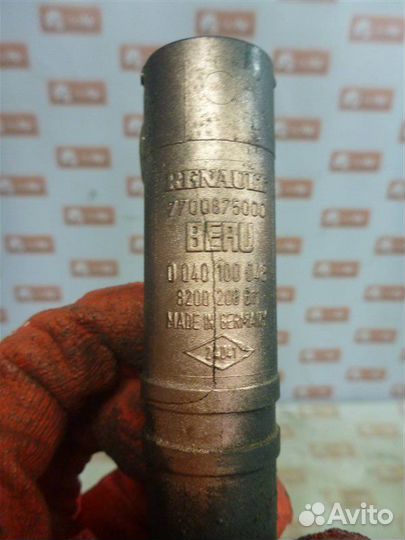 RENAULT
7700875000
BERU
0 040 100
8200 208
MADE IN GERMANY
Avito